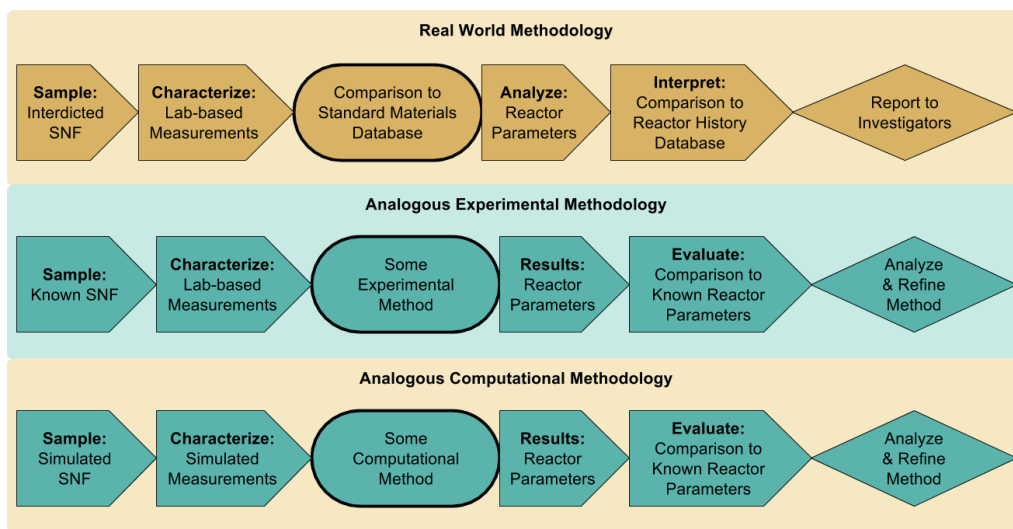 Real World Methodology
Sample:
Interdicted
SNF
Characterize:
Lab-based
Measurements
Comparison to
Standard Materials
Database
Analyze:
Reactor
Parameters
Interpret:
Comparison to
Reactor History
Database
Report to
Investigators
Analogous Experimental Methodology
Sample:
Known SNF
Characterize:
Lab-based
Measurements
Some
Experimental
Method
Results:
Reactor
Parameters
Evaluate:
Comparison to
Known Reactor
Parameters
Analyze
& Refine
Method
Analogous Computational Methodology
Sample:
Simulated
SNF
Characterize:
Simulated
Measurements
Some
Computational
Method
Results:
Reactor
Parameters
Evaluate:
Comparison to
Known Reactor
Parameters
Analyze
& Refine
Method